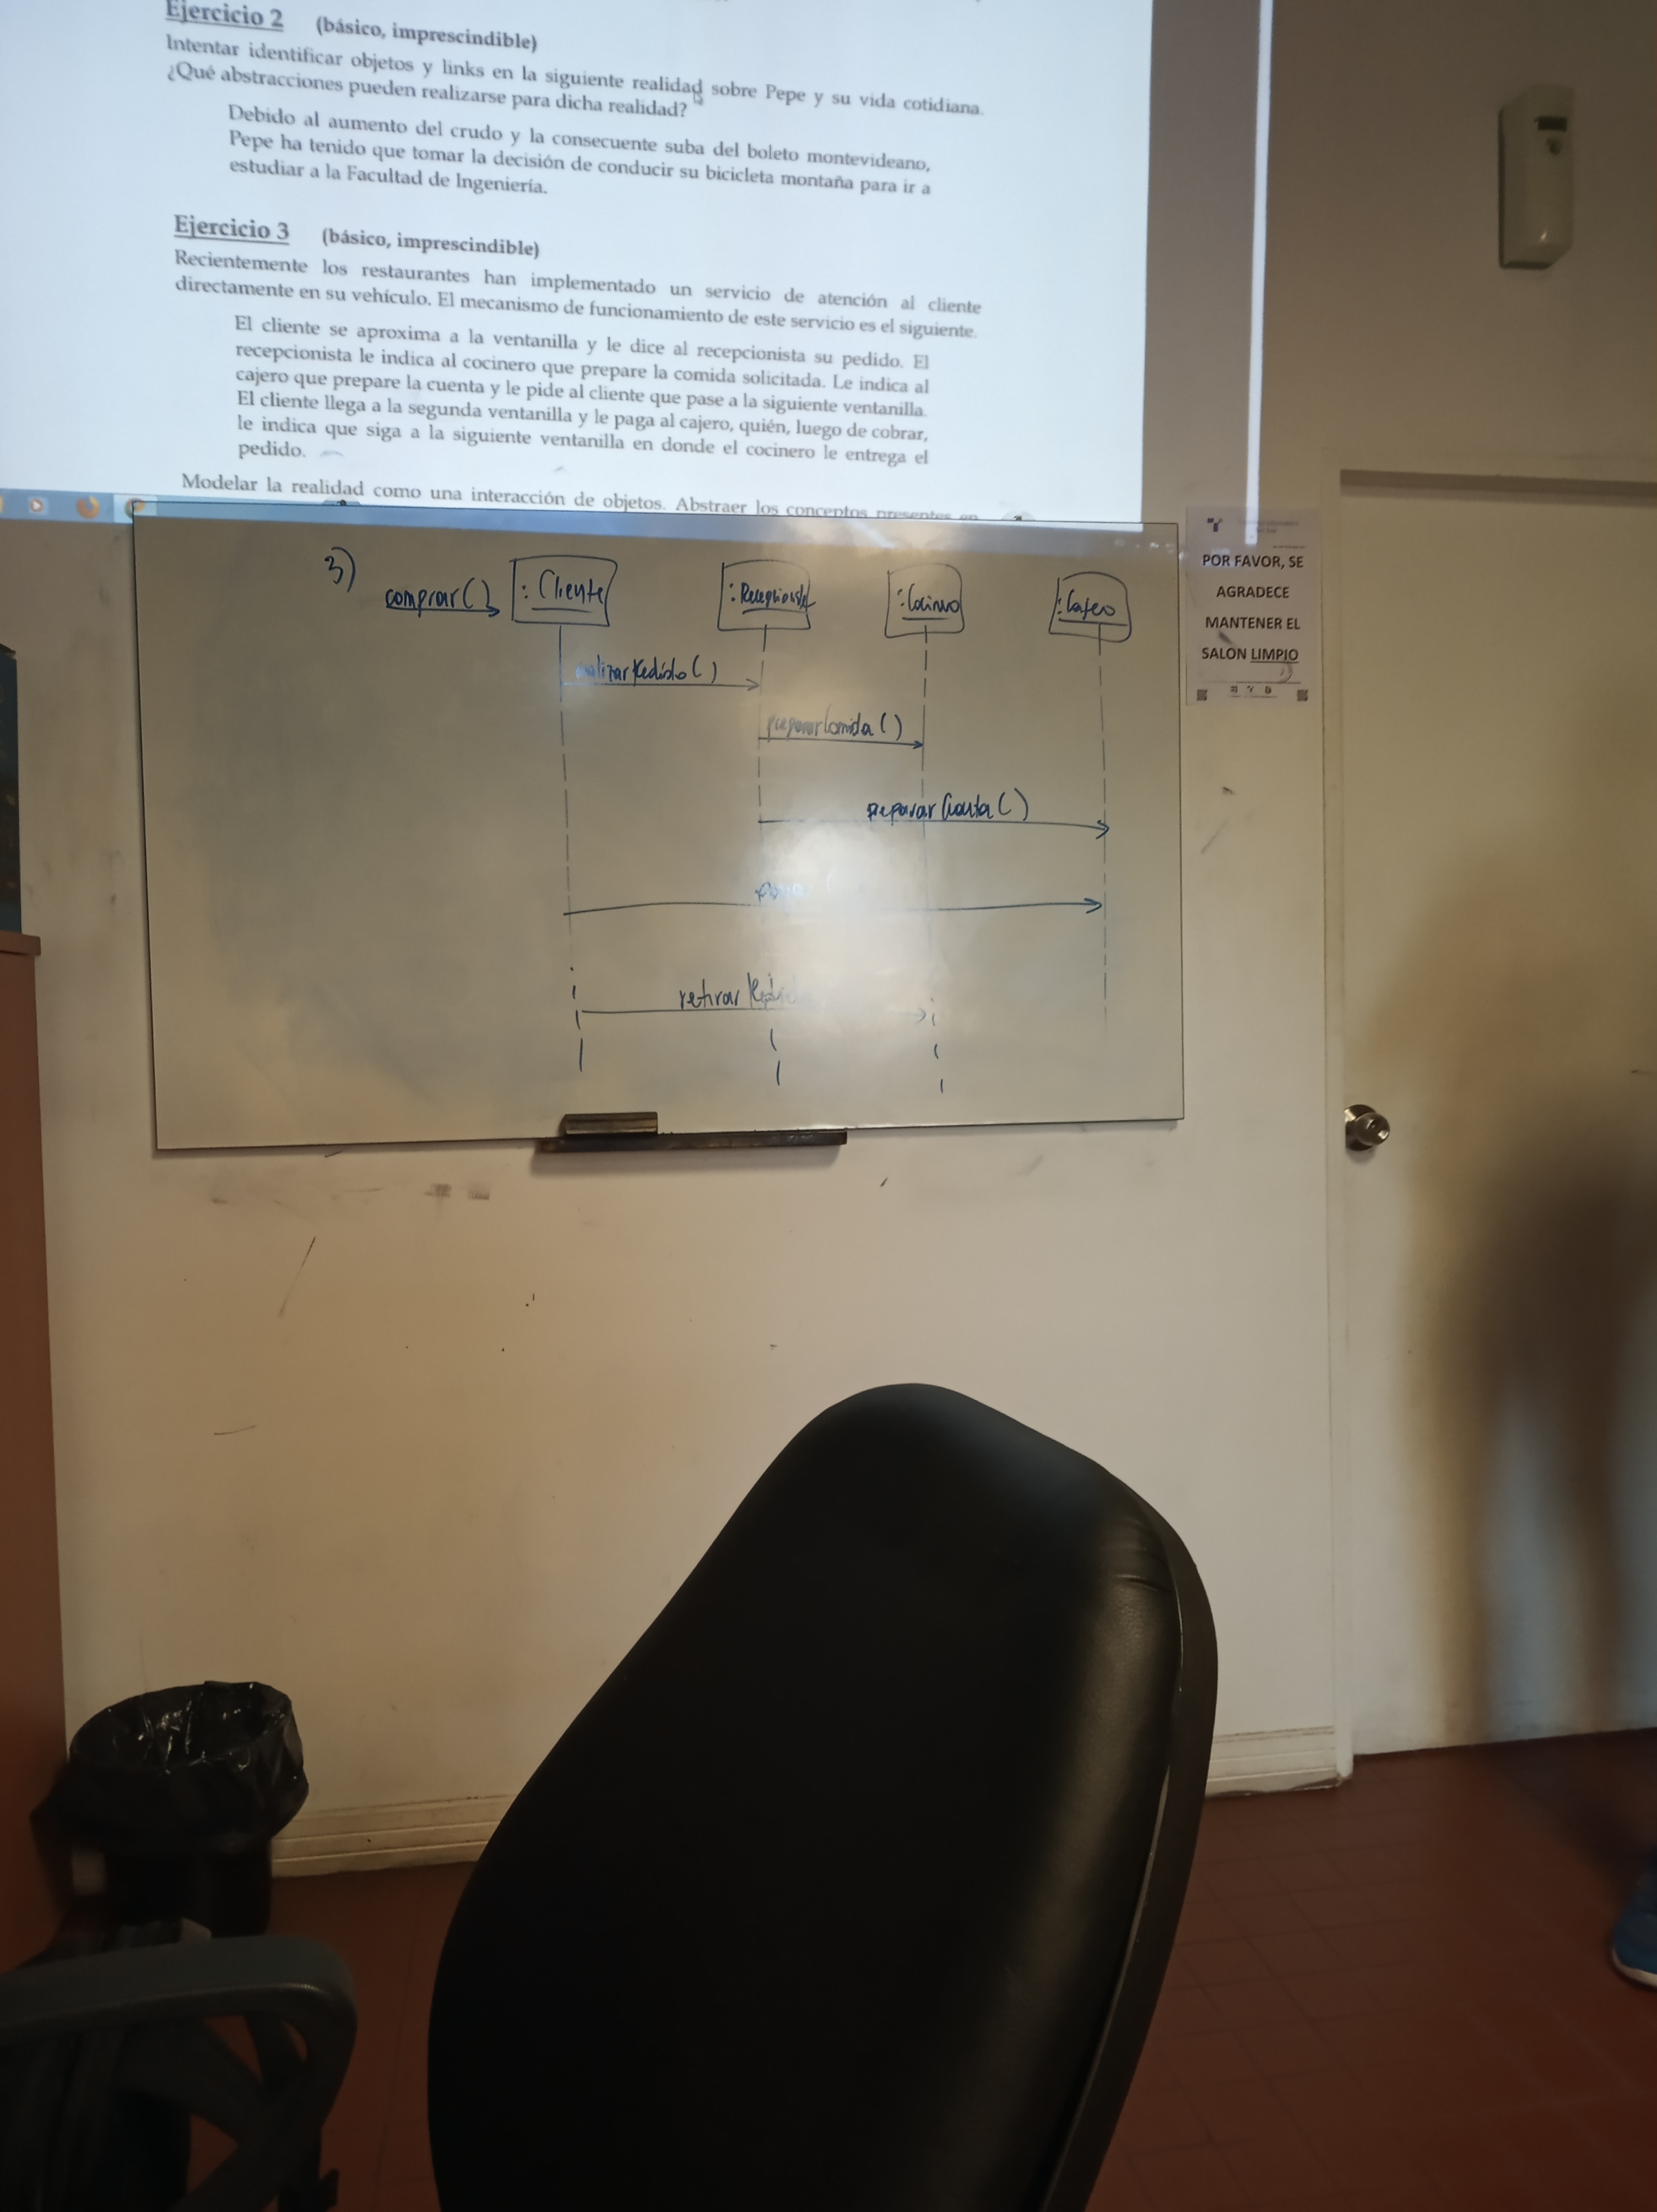 Ejercicio 2 (básico, imprescindible)
Intentar identificar objetos y links en la siguiente realidad sobre Pepe y su vida cotidiana.
¿Qué abstracciones pueden realizarse para dicha realidad?
Debido al aumento del crudo y la consecuente suba del boleto montevideano,
Pepe ha tenido que tomar la decisión de conducir su bicicleta montaña para ir a
estudiar a la Facultad de Ingeniería.
Ejercicio 3 (básico, imprescindible)
Recientemente los restaurantes han implementado un servicio de atención al cliente
directamente en su vehículo. El mecanismo de funcionamiento de este servicio es el siguiente.
El cliente se aproxima a la ventanilla y le dice al recepcionista su pedido. El
recepcionista le indica al cocinero que prepare la comida solicitada. Le indica al
cajero que prepare la cuenta y le pide al cliente que pase a la siguiente ventanilla.
El cliente llega a la segunda ventanilla y le paga al cajero, quién, luego de cobrar,
le indica que siga a la siguiente ventanilla en donde el cocinero le entrega el
pedido.
Modelar la realidad como una interacción de objetos. Abstraer los conceptos presentes en
POR FAVOR, SE
AGRADECE
MANTENER EL
SALON LIMPIO
3)
comprar()
:Cliente
:Recepcionista
:Cocinero
:Cajero
realizarPedido()
prepararComida()
prepararCuenta()
retirar